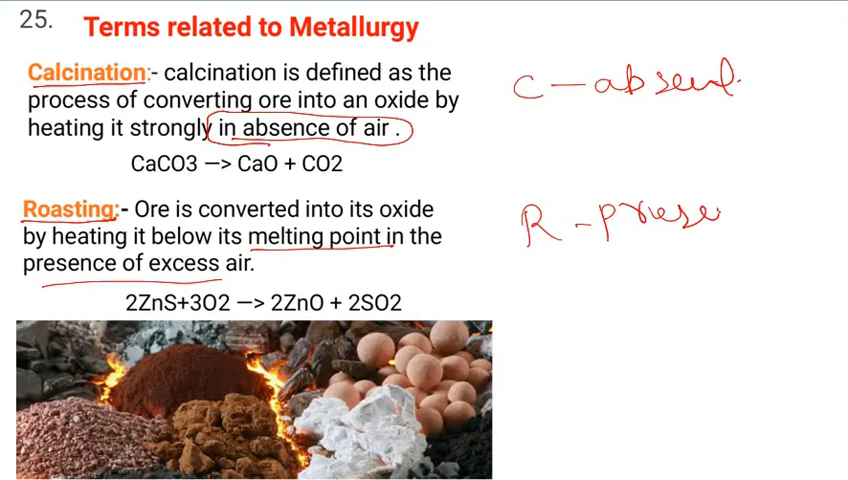 25.
Terms related to Metallurgy
Calcination:- calcination is defined as the
process of converting ore into an oxide by
heating it strongly in absence of air .
CaCO3 —> CaO + CO2
C — absent
Roasting:- Ore is converted into its oxide
by heating it below its melting point in the
presence of excess air.
2ZnS+3O2 —> 2ZnO + 2SO2
R - prese